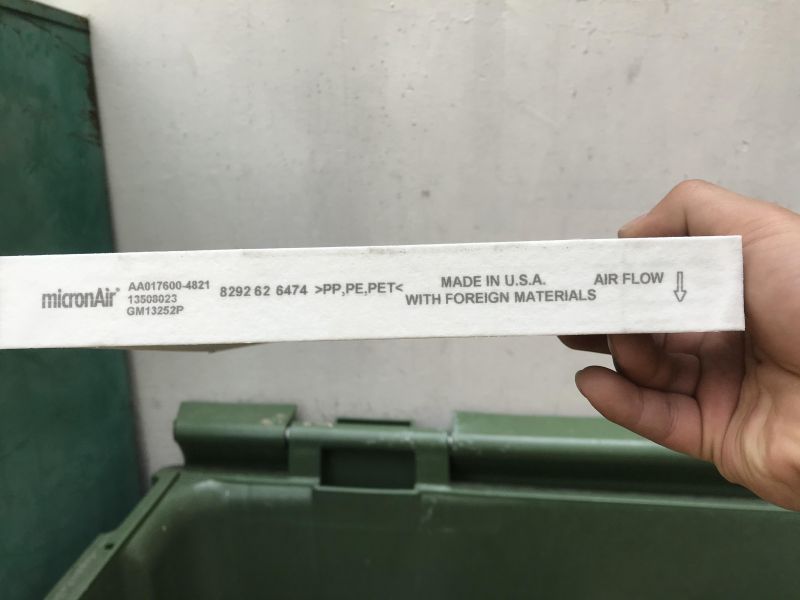 micronAir®
AA017600-4821
13508023
GM13252P
8292 62 6474 >PP,PE,PET<
MADE IN U.S.A.
WITH FOREIGN MATERIALS
AIR FLOW